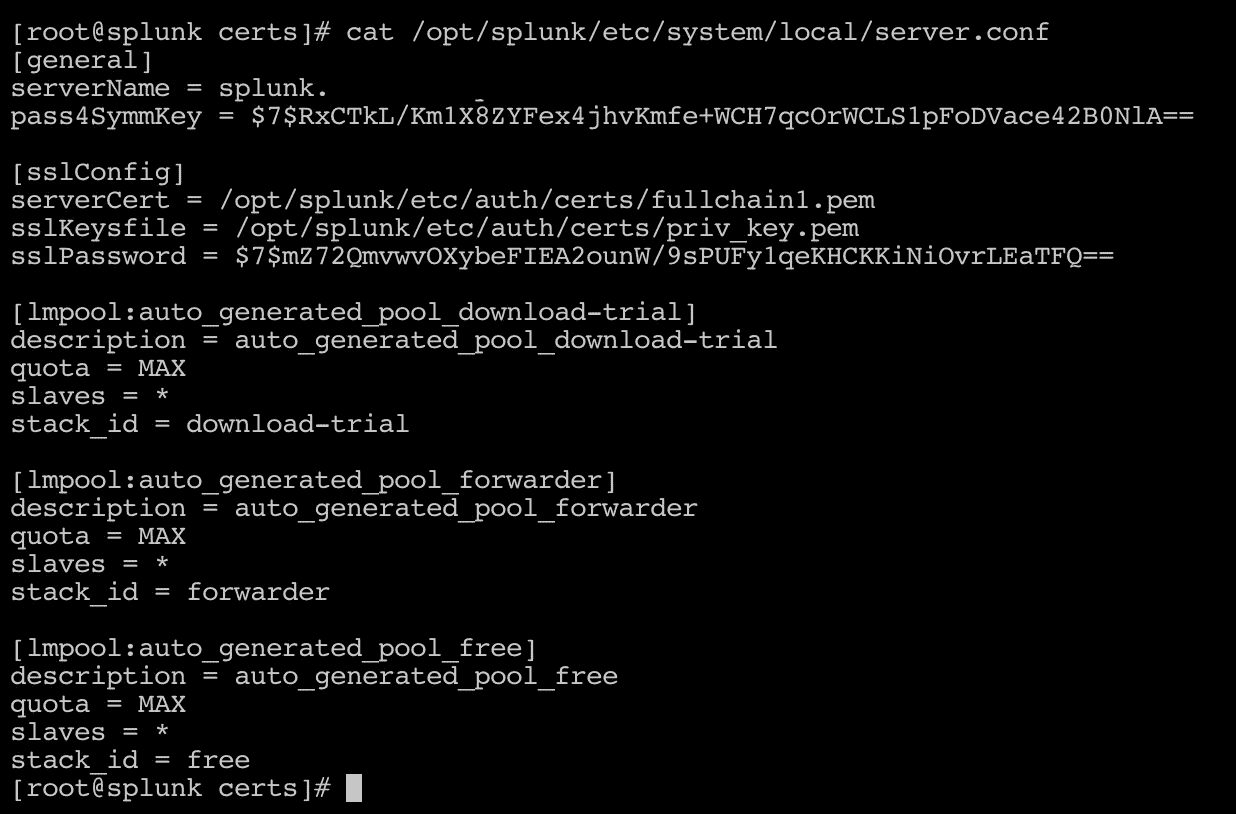 [root@splunk certs]# cat /opt/splunk/etc/system/local/server.conf
[general]
serverName = splunk.
pass4SymmKey = $7$RxCTkL/Km1X8ZYFex4jhvKmfe+WCH7qcOrWCLS1pFoDVace42B0NlA==

[sslConfig]
serverCert = /opt/splunk/etc/auth/certs/fullchain1.pem
sslKeysfile = /opt/splunk/etc/auth/certs/priv_key.pem
sslPassword = $7$mZ72QmvwvOXybeFIEA2ounW/9sPUFy1qeKHCKKiNiOvrLEaTFQ==

[lmpool:auto_generated_pool_download-trial]
description = auto_generated_pool_download-trial
quota = MAX
slaves = *
stack_id = download-trial

[lmpool:auto_generated_pool_forwarder]
description = auto_generated_pool_forwarder
quota = MAX
slaves = *
stack_id = forwarder

[lmpool:auto_generated_pool_free]
description = auto_generated_pool_free
quota = MAX
slaves = *
stack_id = free
[root@splunk certs]#